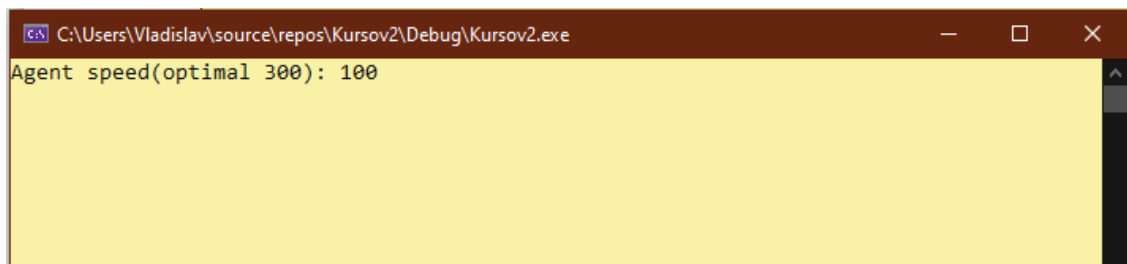 C:\Users\Vladislav\source\repos\Kursov2\Debug\Kursov2.exe
Agent speed(optimal 300): 100